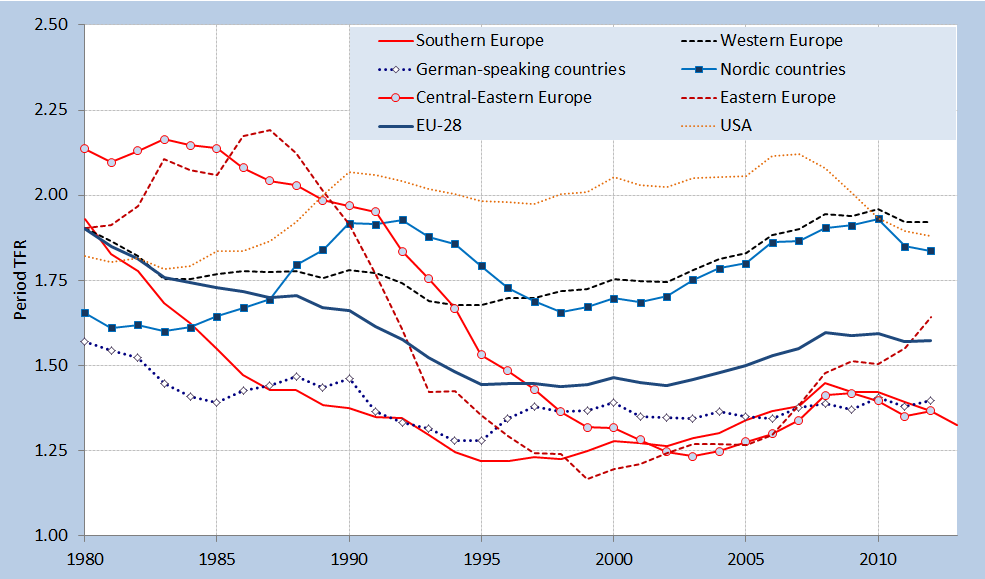 2.50
2.25
2.00
1.75
1.50
1.25
1.00
Period TFR
Southern Europe
Western Europe
German-speaking countries
Nordic countries
Central-Eastern Europe
Eastern Europe
EU-28
USA
1980 1985 1990 1995 2000 2005 2010